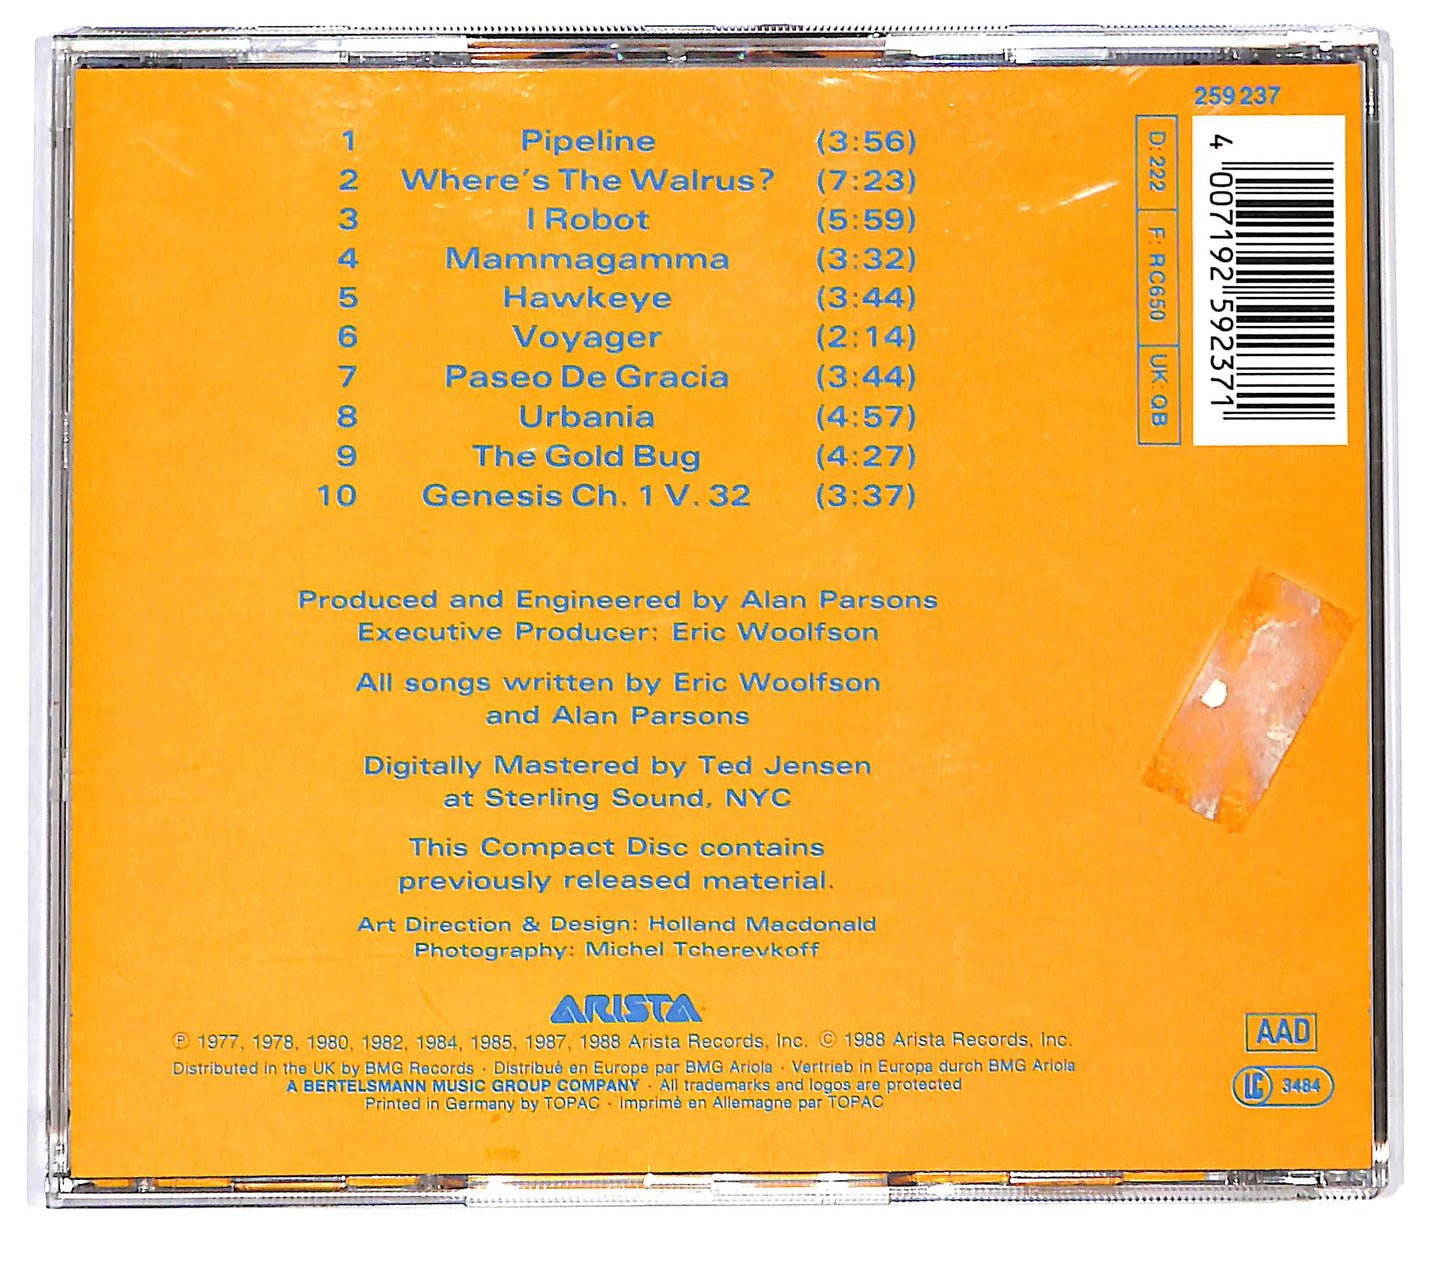 259 237
1 Pipeline (3:56)
2 Where's The Walrus? (7:23)
3 I Robot (5:59)
4 Mammagamma (3:32)
5 Hawkeye (3:44)
6 Voyager (2:14)
7 Paseo De Gracia (3:44)
8 Urbania (4:57)
9 The Gold Bug (4:27)
10 Genesis Ch. 1 V. 32 (3:37)
D: 222 F: RC650 UK: QB
4 007192 592371
Produced and Engineered by Alan Parsons
Executive Producer: Eric Woolfson
All songs written by Eric Woolfson
and Alan Parsons
Digitally Mastered by Ted Jensen
at Sterling Sound, NYC
This Compact Disc contains
previously released material.
Art Direction & Design: Holland Macdonald
Photography: Michel Tcherevkoff
ARISTA
℗ 1977, 1978, 1980, 1982, 1984, 1985, 1987, 1988 Arista Records, Inc. © 1988 Arista Records, Inc.
Distributed in the UK by BMG Records · Distribué en Europe par BMG Ariola · Vertrieb in Europa durch BMG Ariola
A BERTELSMANN MUSIC GROUP COMPANY · All trademarks and logos are protected
Printed in Germany by TOPAC · Imprimé en Allemagne par TOPAC
AAD
LC 3484